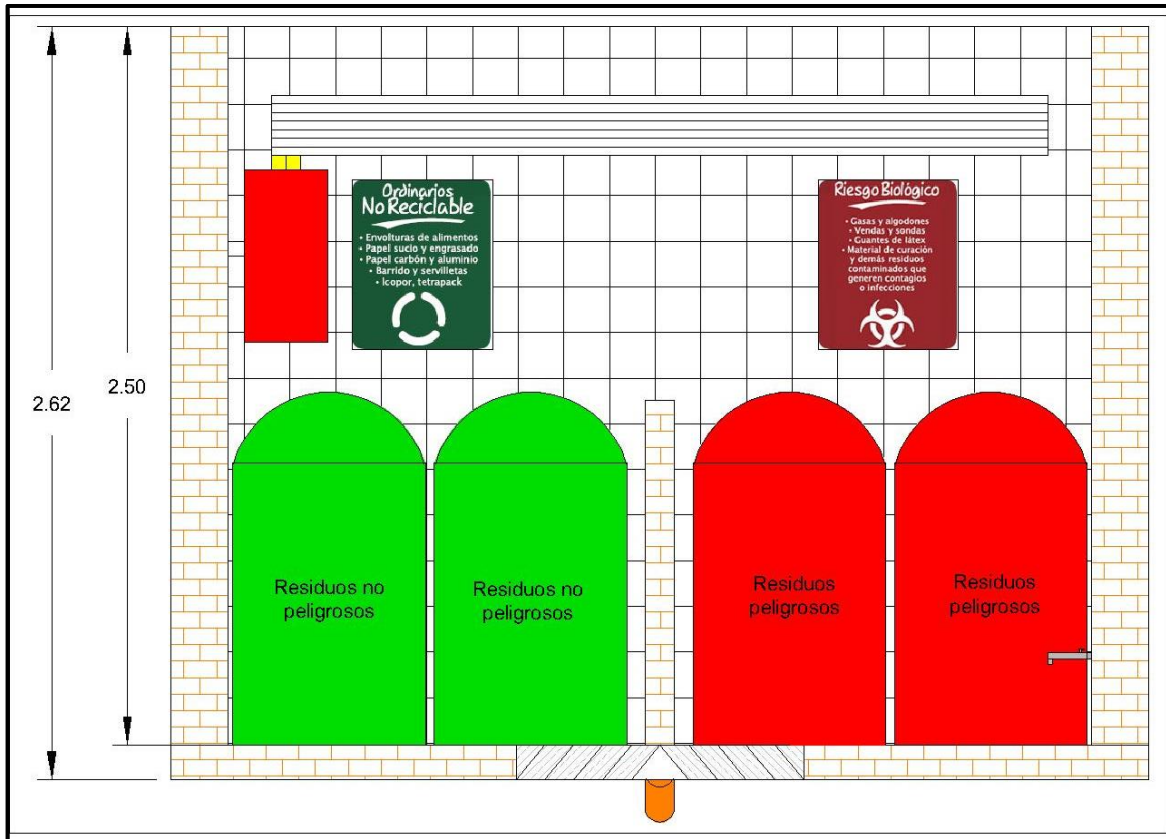 Ordinarios
No Reciclable
• Envolturas de alimentos
• Papel sucio y engrasado
• Papel carbón y aluminio
• Barrido y servilletas
• Icopor, tetrapack
Riesgo Biológico
• Gasas y algodones
• Vendas y sondas
• Guantes de látex
• Material de curación
y demás residuos
contaminados que
generen contagios
o infecciones
2.62
2.50
Residuos no
peligrosos
Residuos no
peligrosos
Residuos
peligrosos
Residuos
peligrosos